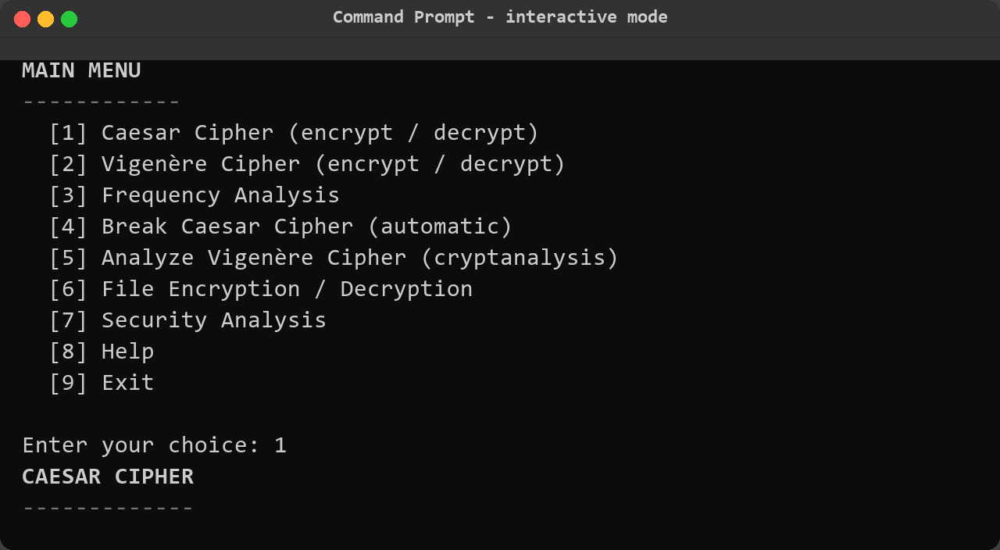 Command Prompt - interactive mode
MAIN MENU
------------
[1] Caesar Cipher (encrypt / decrypt)
[2] Vigenère Cipher (encrypt / decrypt)
[3] Frequency Analysis
[4] Break Caesar Cipher (automatic)
[5] Analyze Vigenère Cipher (cryptanalysis)
[6] File Encryption / Decryption
[7] Security Analysis
[8] Help
[9] Exit
Enter your choice: 1
CAESAR CIPHER
-------------